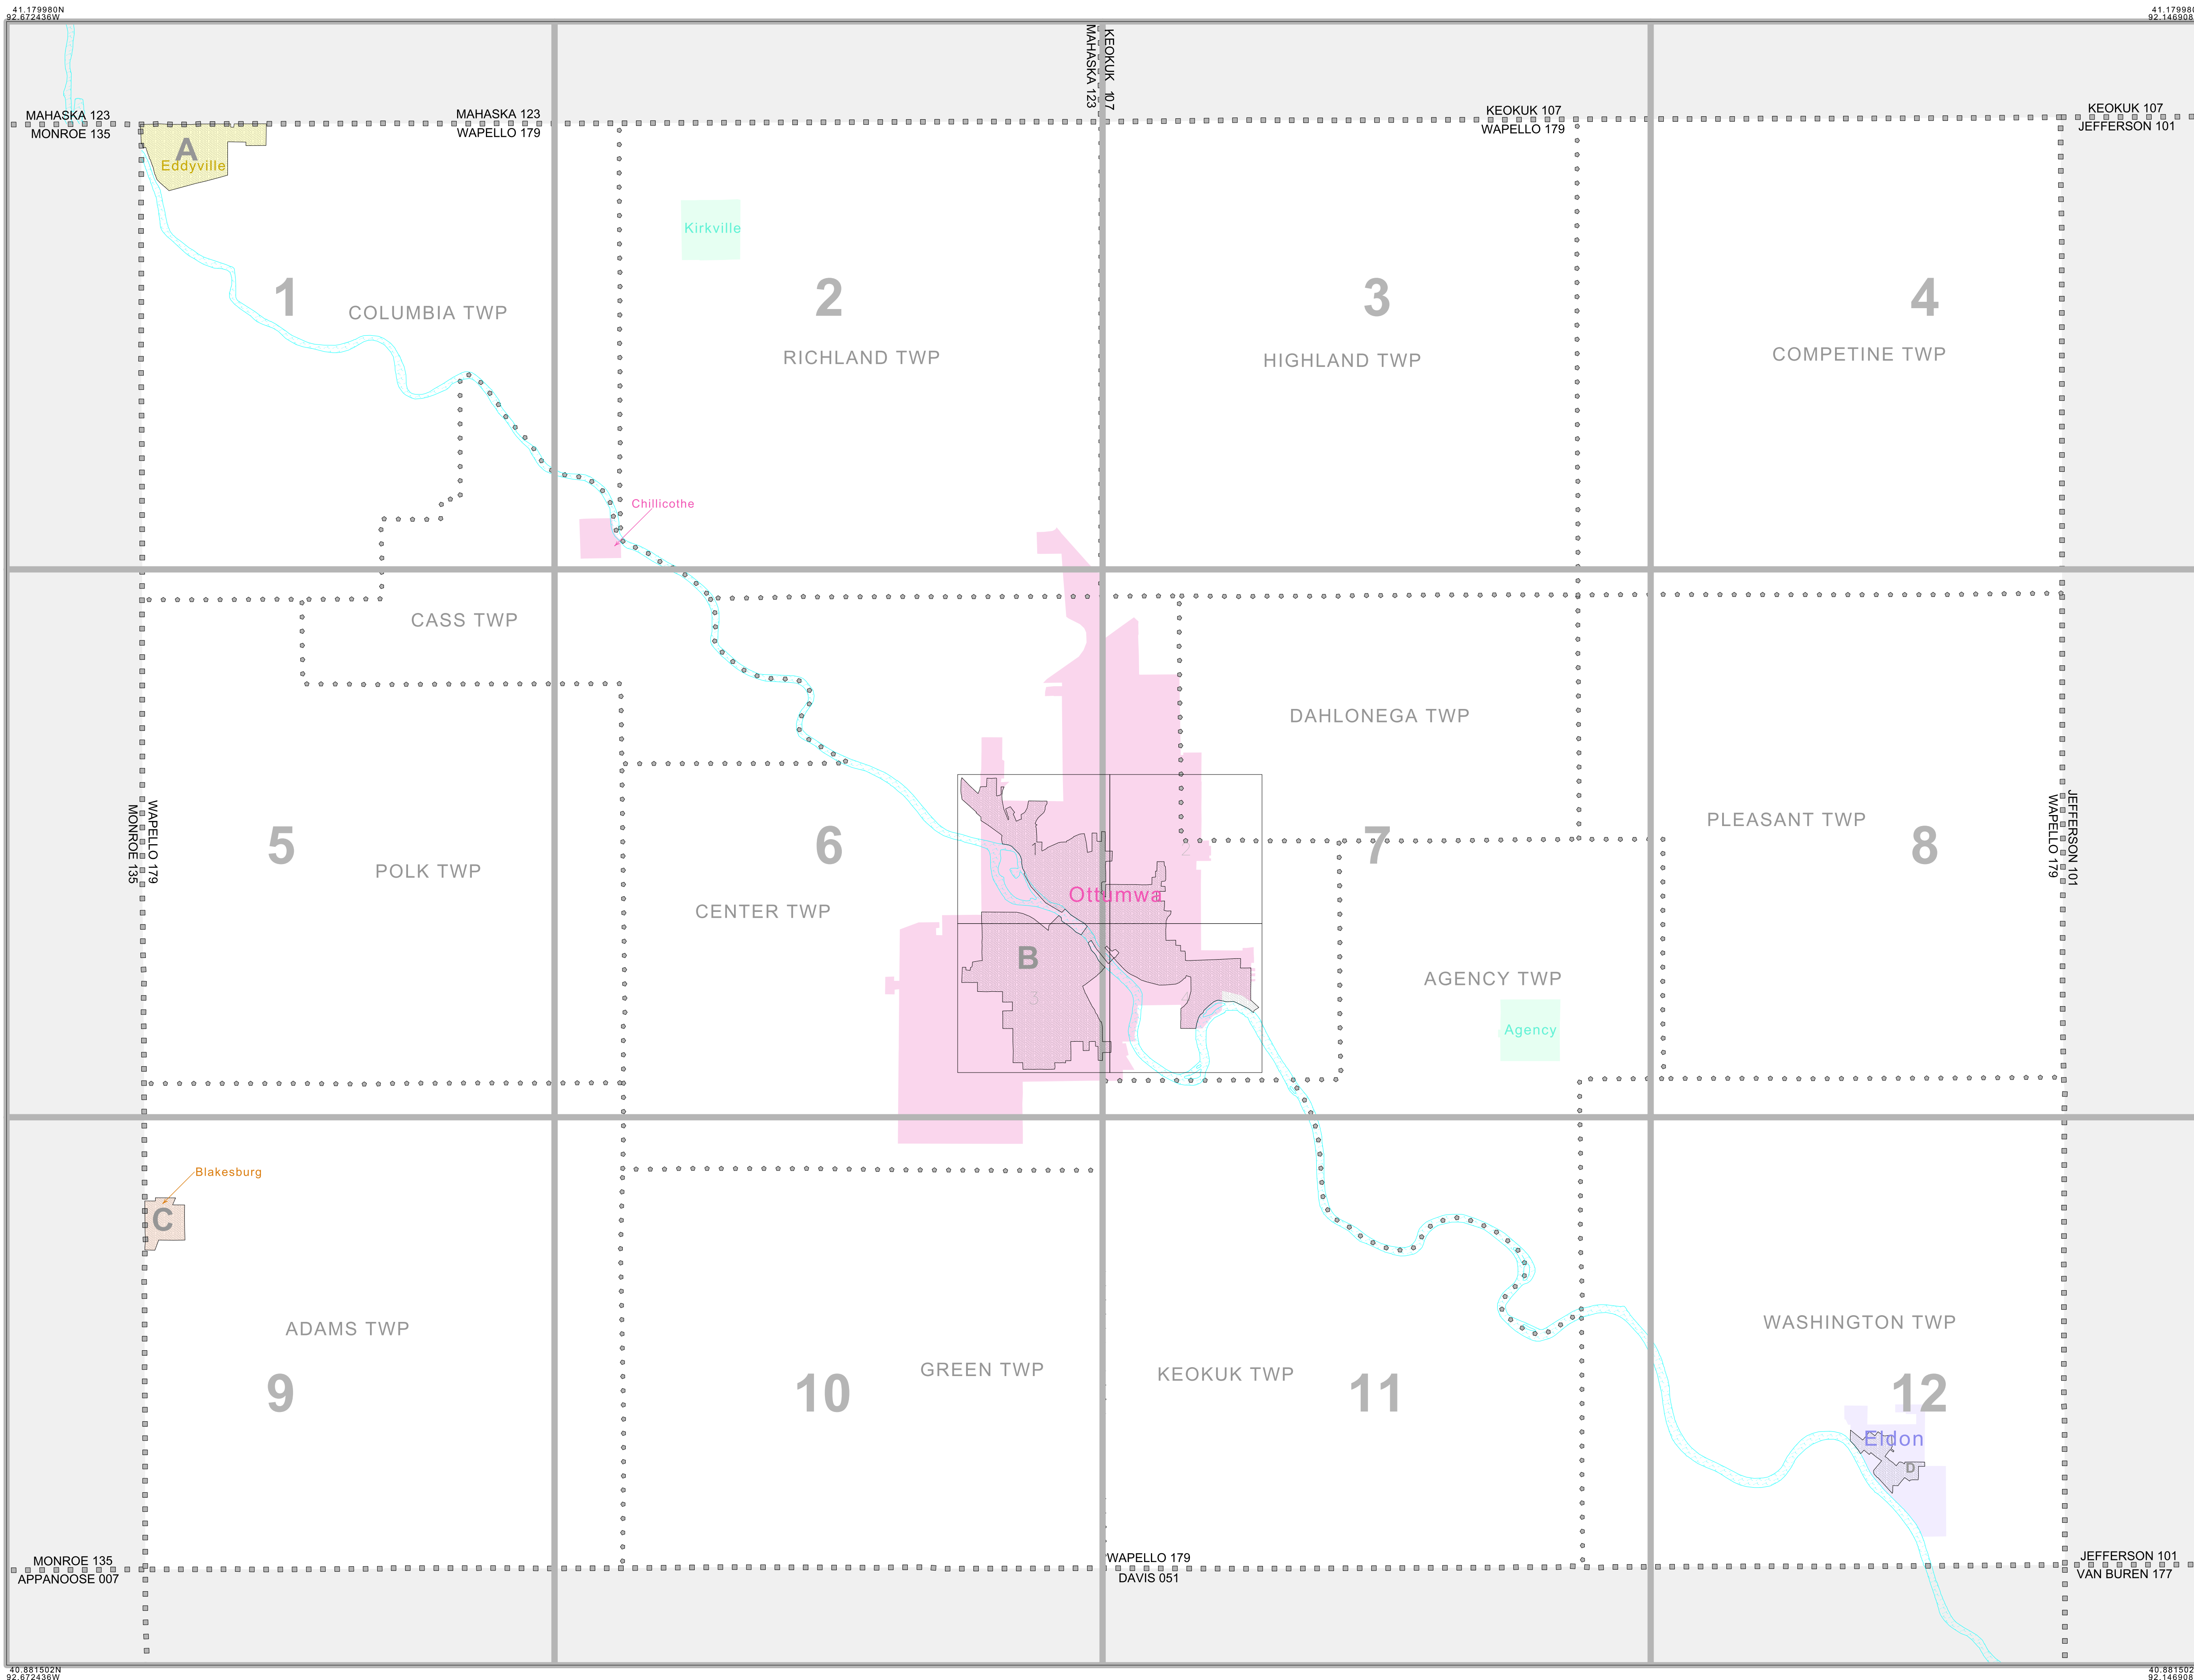 41.179980N
92.672436W
41.179980
92.146908
MAHASKA 123
KEOKUK 107
MAHASKA 123
MONROE 135
MAHASKA 123
WAPELLO 179
KEOKUK 107
WAPELLO 179
KEOKUK 107
JEFFERSON 101
A
Eddyville
Kirkville
1
2
3
4
COLUMBIA TWP
RICHLAND TWP
HIGHLAND TWP
COMPETINE TWP
Chillicothe
CASS TWP
DAHLONEGA TWP
WAPELLO 179
MONROE 135
JEFFERSON 101
WAPELLO 179
PLEASANT TWP
5
6
7
8
2
POLK TWP
CENTER TWP
Ottumwa
B
3
4
AGENCY TWP
Agency
Blakesburg
C
ADAMS TWP
WASHINGTON TWP
GREEN TWP
KEOKUK TWP
9
10
11
12
Eldon
D
MONROE 135
APPANOOSE 007
WAPELLO 179
DAVIS 051
JEFFERSON 101
VAN BUREN 177
40.881502N
92.672436W
40.881502
92.146908